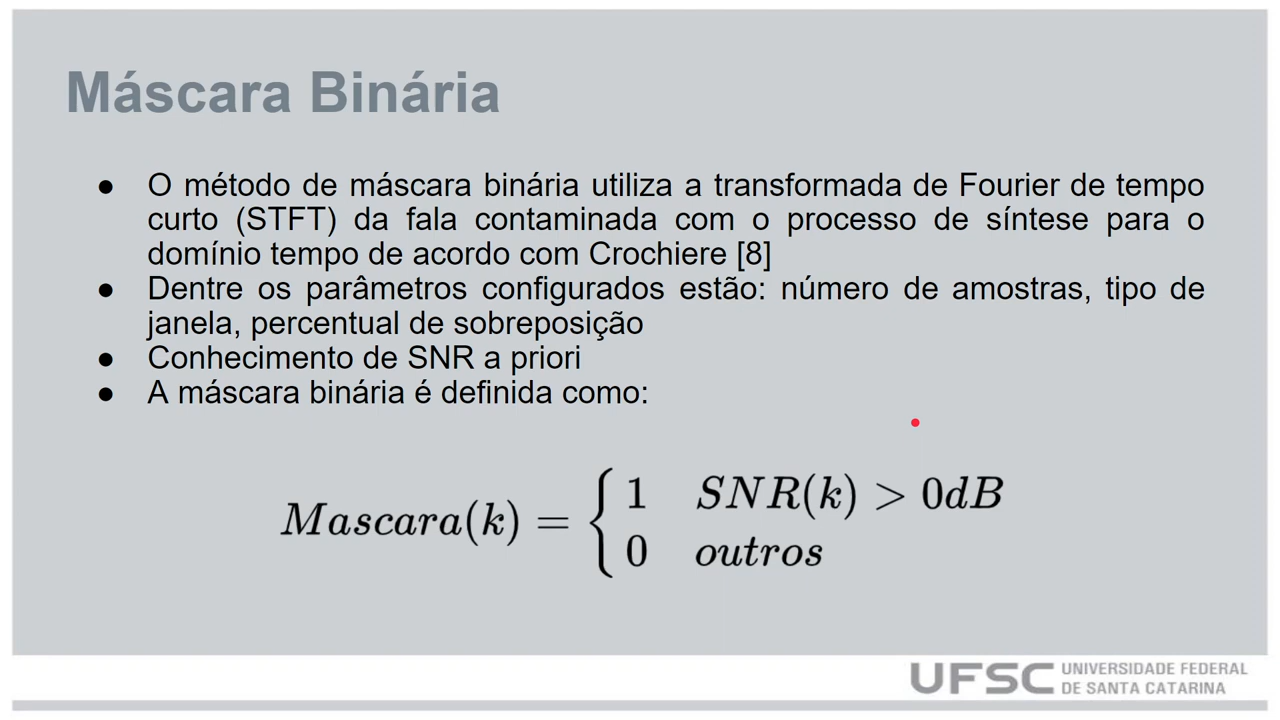 Máscara Binária
● O método de máscara binária utiliza a transformada de Fourier de tempo
curto (STFT) da fala contaminada com o processo de síntese para o
domínio tempo de acordo com Crochiere [8]
● Dentre os parâmetros configurados estão: número de amostras, tipo de
janela, percentual de sobreposição
● Conhecimento de SNR a priori
● A máscara binária é definida como:
Mascara(k) = { 1 SNR(k) > 0dB
0 outros
UFSC UNIVERSIDADE FEDERAL
DE SANTA CATARINA